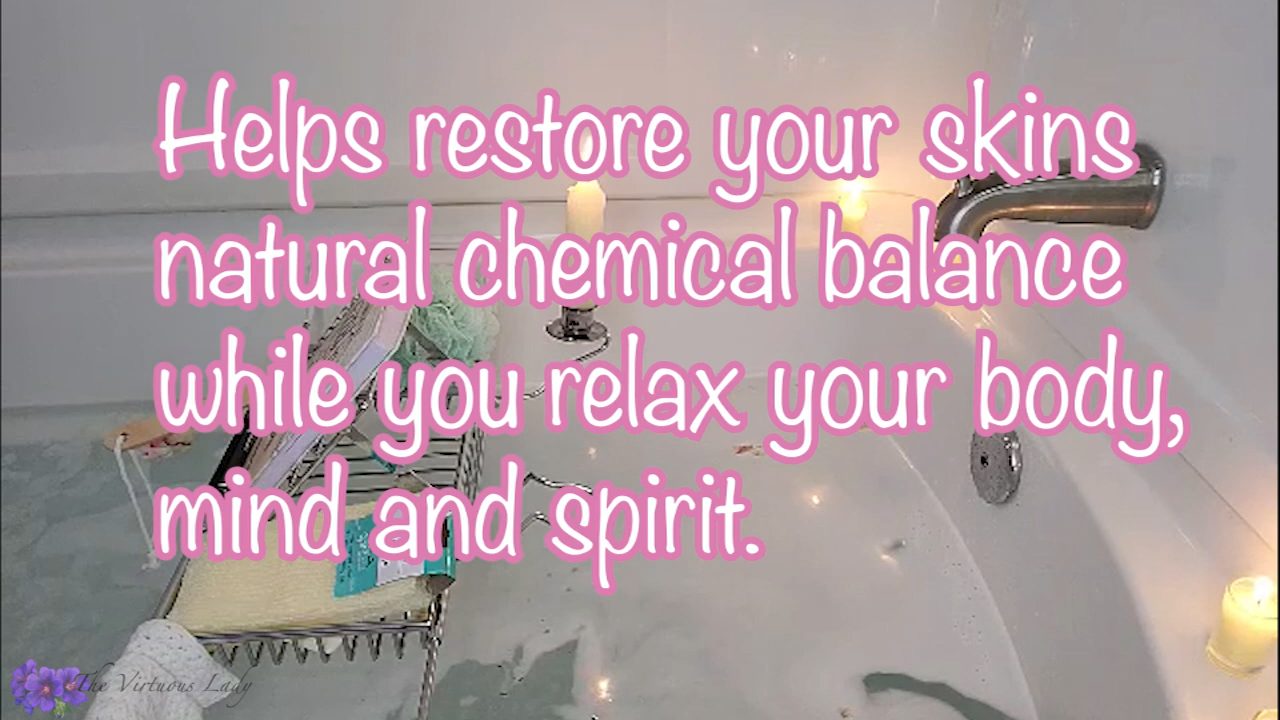 Helps restore your skins
natural chemical balance
while you relax your body,
mind and spirit.
The Virtuous Lady